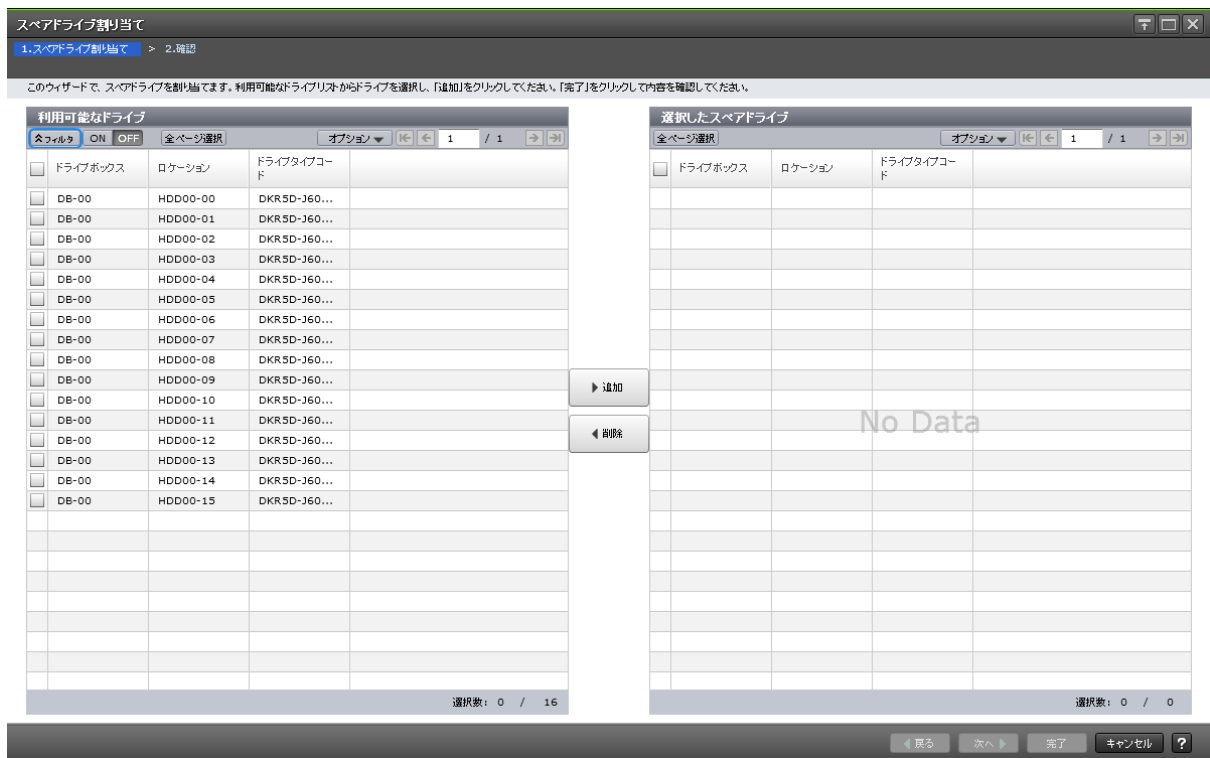 スペアドライブ割り当て
1.スペアドライブ割り当て > 2.確認
このウィザードで、スペアドライブを割り当てます。利用可能なドライブリストからドライブを選択し、「追加」をクリックしてください。「完了」をクリックして内容を確認してください。
利用可能なドライブ
フィルタ ON OFF 全ページ選択 オプション 1 / 1
ドライブボックス ロケーション ドライブタイプコー
ド
DB-00 HDD00-00 DKR5D-J60...
DB-00 HDD00-01 DKR5D-J60...
DB-00 HDD00-02 DKR5D-J60...
DB-00 HDD00-03 DKR5D-J60...
DB-00 HDD00-04 DKR5D-J60...
DB-00 HDD00-05 DKR5D-J60...
DB-00 HDD00-06 DKR5D-J60...
DB-00 HDD00-07 DKR5D-J60...
DB-00 HDD00-08 DKR5D-J60...
DB-00 HDD00-09 DKR5D-J60...
DB-00 HDD00-10 DKR5D-J60...
DB-00 HDD00-11 DKR5D-J60...
DB-00 HDD00-12 DKR5D-J60...
DB-00 HDD00-13 DKR5D-J60...
DB-00 HDD00-14 DKR5D-J60...
DB-00 HDD00-15 DKR5D-J60...
選択数: 0 / 16
追加
削除
選択したスペアドライブ
全ページ選択 オプション 1 / 1
ドライブボックス ロケーション ドライブタイプコー
ド
No Data
選択数: 0 / 0
戻る 次へ 完了 キャンセル ?